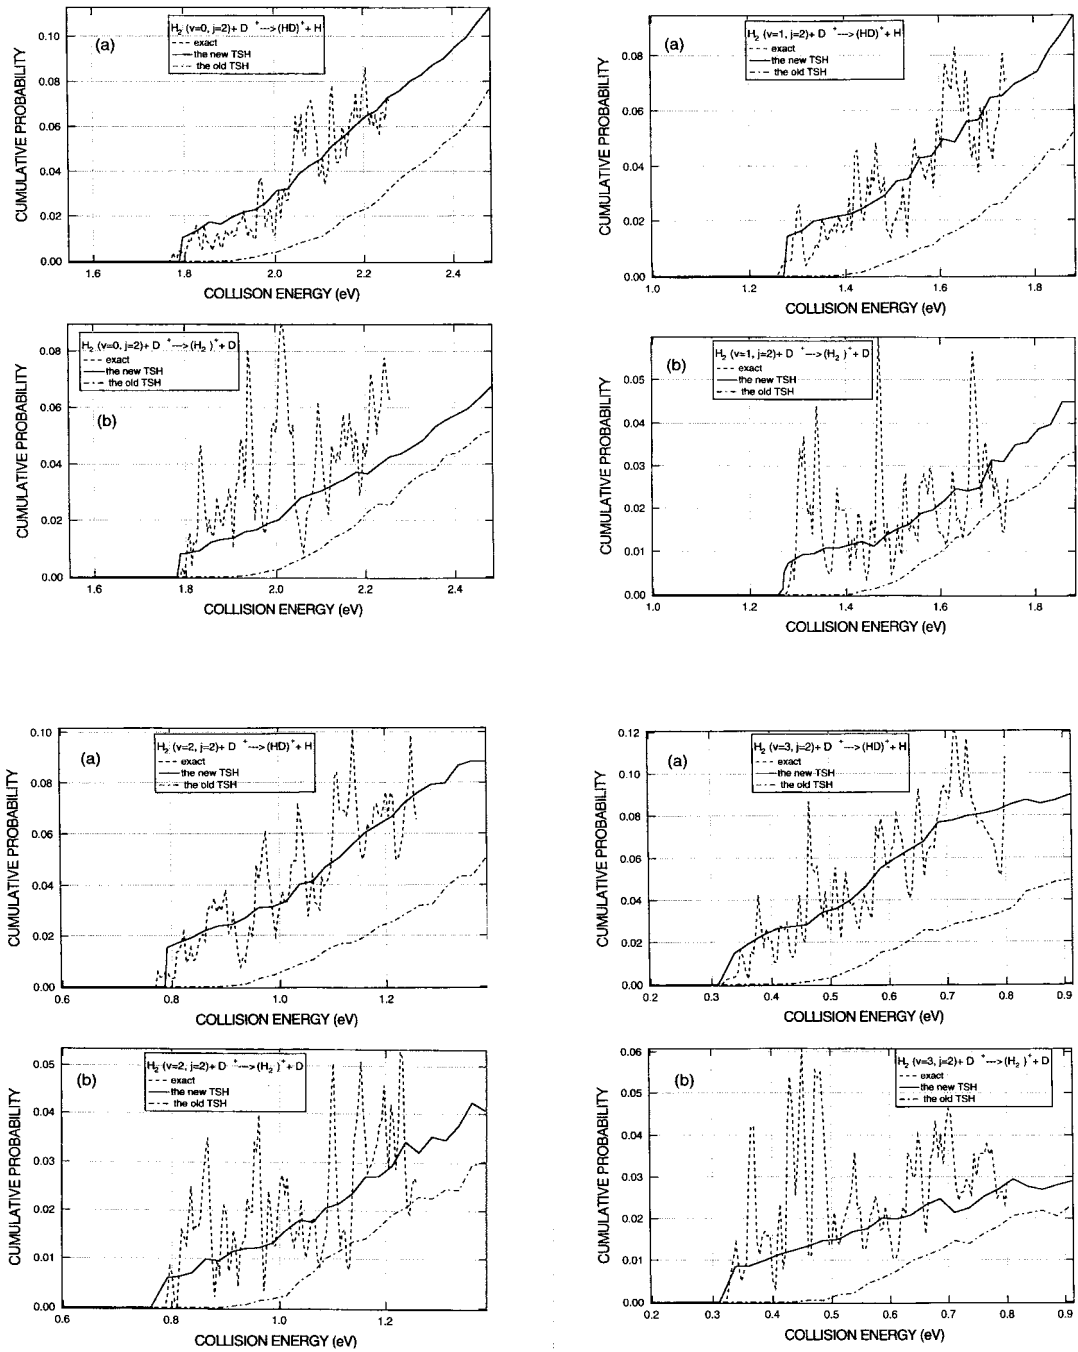 H2 (v=0, j=2)+ D +--->(HD)+ + H
exact
the new TSH
the old TSH
(a)
CUMULATIVE PROBABILITY
0.10
0.08
0.06
0.04
0.02
0.00
1.6
1.8
2.0
2.2
2.4
COLLISON ENERGY (eV)
H2 (v=1, j=2)+ D +--->(HD)+ + H
exact
the new TSH
the old TSH
(a)
CUMULATIVE PROBABILITY
0.08
0.06
0.04
0.02
0.00
1.0
1.2
1.4
1.6
1.8
COLLISION ENERGY (eV)
H2 (v=0, j=2)+ D +--->(H2 )+ + D
exact
the new TSH
the old TSH
(b)
CUMULATIVE PROBABILITY
0.08
0.06
0.04
0.02
0.00
1.6
1.8
2.0
2.2
2.4
COLLISION ENERGY (eV)
H2 (v=1, j=2)+ D +--->(H2 )+ + D
exact
the new TSH
the old TSH
(b)
CUMULATIVE PROBABILITY
0.05
0.04
0.03
0.02
0.01
0.00
1.0
1.2
1.4
1.6
1.8
COLLISION ENERGY (eV)
H2 (v=2, j=2)+ D +--->(HD)+ + H
exact
the new TSH
the old TSH
(a)
CUMULATIVE PROBABILITY
0.10
0.08
0.06
0.04
0.02
0.00
0.6
0.8
1.0
1.2
COLLISION ENERGY (eV)
H2 (v=3, j=2)+ D +--->(HD)+ + H
exact
the new TSH
the old TSH
(a)
CUMULATIVE PROBABILITY
0.12
0.10
0.08
0.06
0.04
0.02
0.00
0.2
0.3
0.4
0.5
0.6
0.7
0.8
0.9
COLLISION ENERGY (eV)
H2 (v=2, j=2)+ D +--->(H2 )+ + D
exact
the new TSH
the old TSH
(b)
CUMULATIVE PROBABILITY
0.05
0.04
0.03
0.02
0.01
0.00
0.6
0.8
1.0
1.2
COLLISION ENERGY (eV)
H2 (v=3, j=2)+ D +--->(H2 )+ + D
exact
the new TSH
the old TSH
(b)
CUMULATIVE PROBABILITY
0.06
0.05
0.04
0.03
0.02
0.01
0.00
0.2
0.3
0.4
0.5
0.6
0.7
0.8
0.9
COLLISION ENERGY (eV)